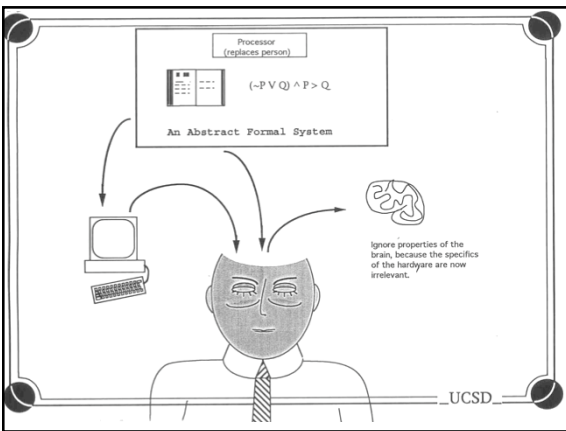 Processor
(replaces person)
(~P V Q) ^ P > Q
An Abstract Formal System
Ignore properties of the
brain, because the specifics
of the hardware are now
irrelevant.
_UCSD_